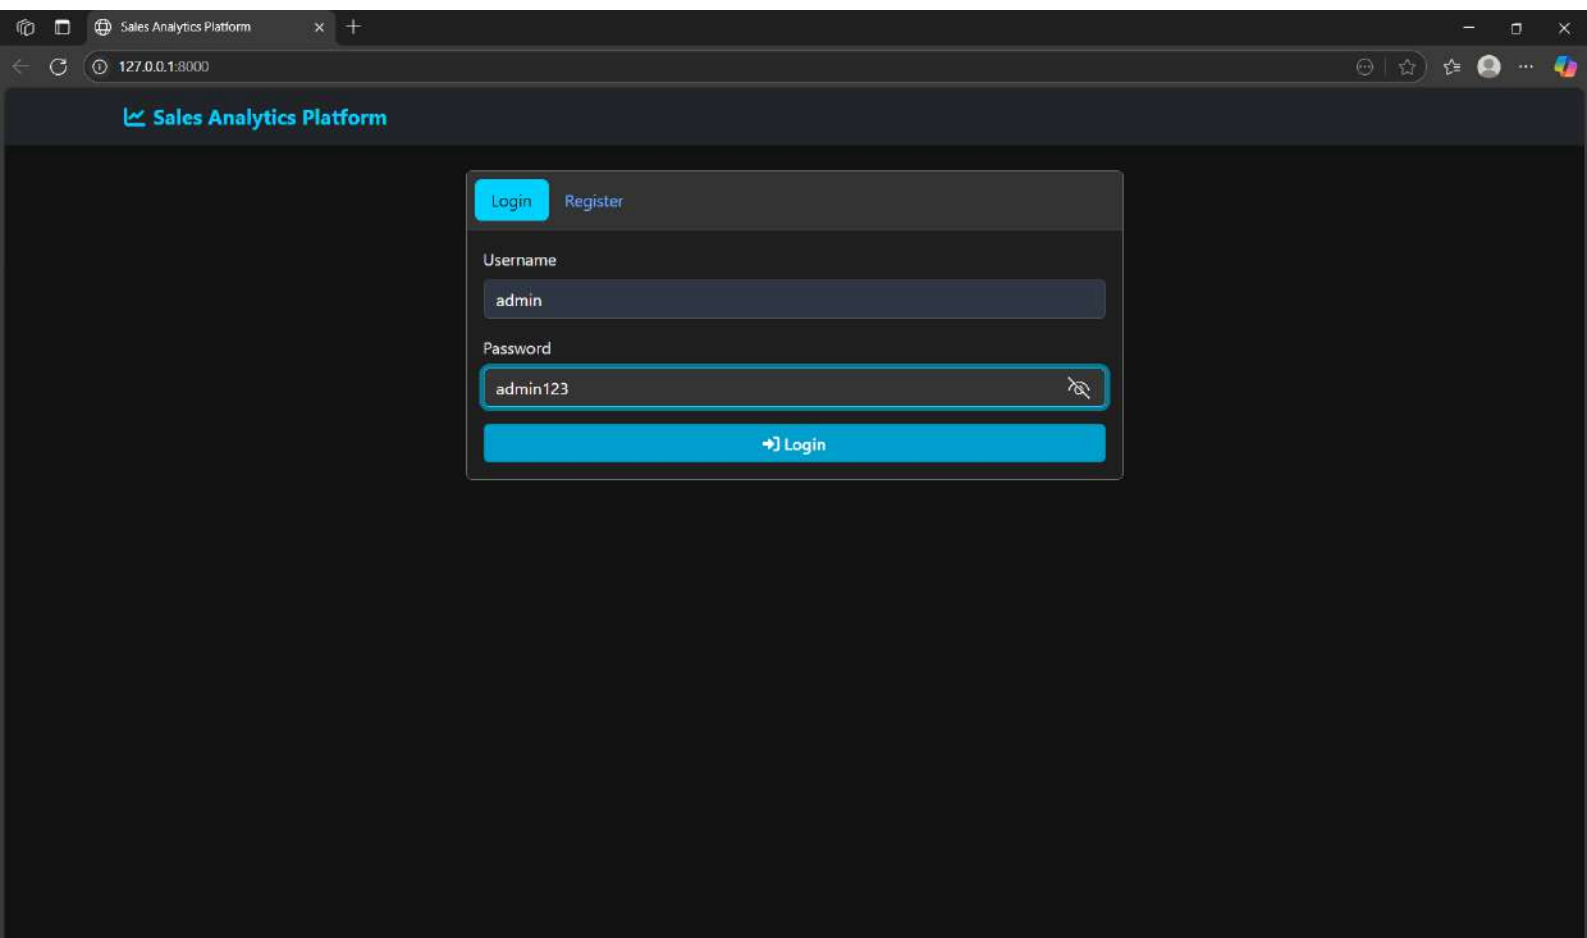 Sales Analytics Platform
127.0.0.1:8000
Sales Analytics Platform
Login Register
Username
admin
Password
admin123
Login